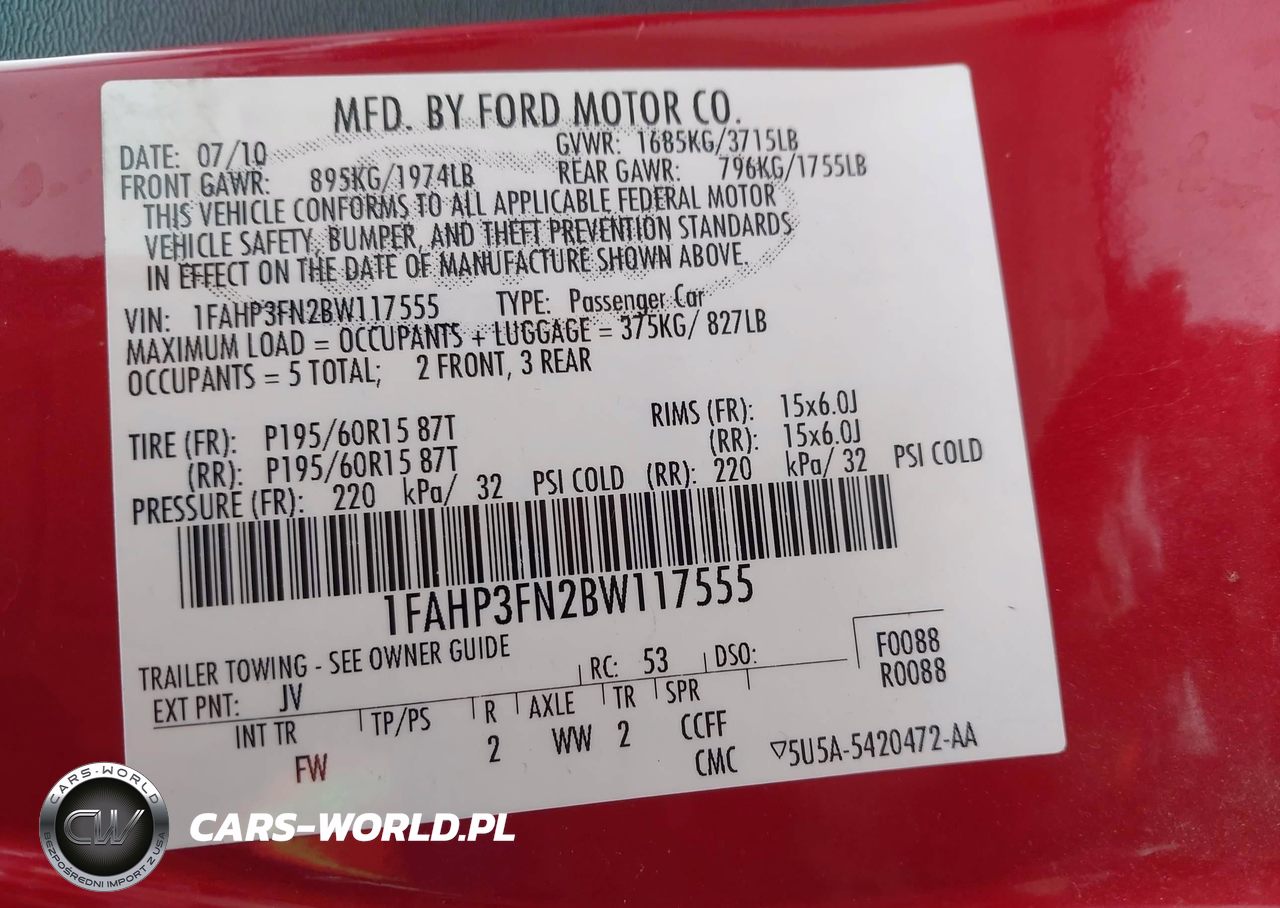 MFD. BY FORD MOTOR CO.
DATE: 07/10 GVWR: 1685KG/3715LB
FRONT GAWR: 895KG/1974LB REAR GAWR: 796KG/1755LB
THIS VEHICLE CONFORMS TO ALL APPLICABLE FEDERAL MOTOR
VEHICLE SAFETY, BUMPER, AND THEFT PREVENTION STANDARDS
IN EFFECT ON THE DATE OF MANUFACTURE SHOWN ABOVE.
VIN: 1FAHP3FN2BW117555 TYPE: Passenger Car
MAXIMUM LOAD = OCCUPANTS + LUGGAGE = 375KG/ 827LB
OCCUPANTS = 5 TOTAL; 2 FRONT, 3 REAR
TIRE (FR): P195/60R15 87T RIMS (FR): 15x6.0J
(RR): P195/60R15 87T (RR): 15x6.0J
PRESSURE (FR): 220 kPa/ 32 PSI COLD (RR): 220 kPa/ 32 PSI COLD
1FAHP3FN2BW117555
TRAILER TOWING - SEE OWNER GUIDE
EXT PNT: JV RC: 53 DSO: F0088
R0088
INT TR TP/PS R AXLE TR SPR
FW 2 WW 2 CCFF
CMC ▽5U5A-5420472-AA
CARS-WORLD
CW
BEZPOŚREDNI IMPORT Z USA
CARS-WORLD.PL